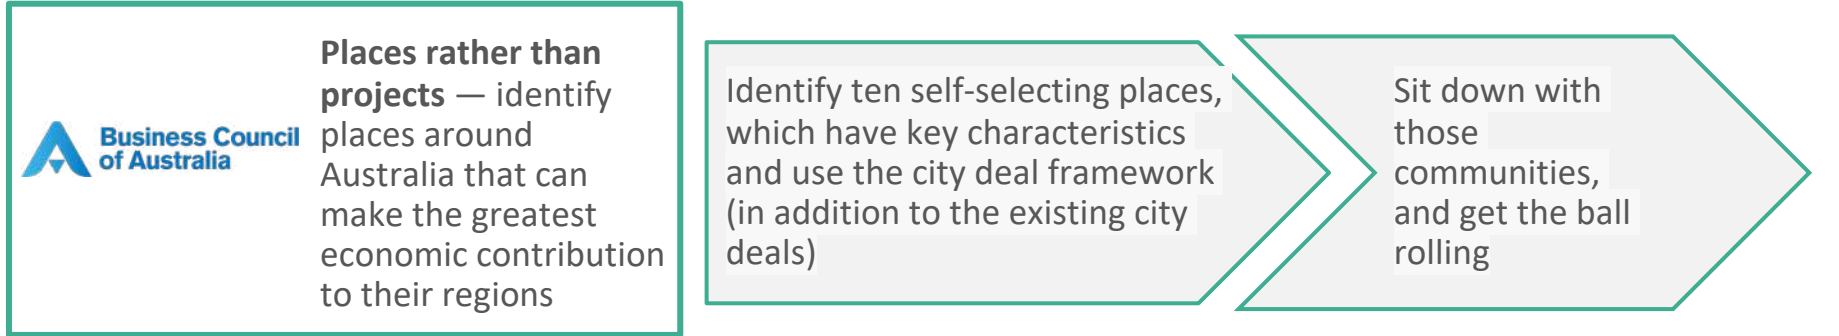 Business Council
of Australia
Places rather than
projects — identify
places around
Australia that can
make the greatest
economic contribution
to their regions
Identify ten self-selecting places,
which have key characteristics
and use the city deal framework
(in addition to the existing city
deals)
Sit down with
those
communities,
and get the ball
rolling